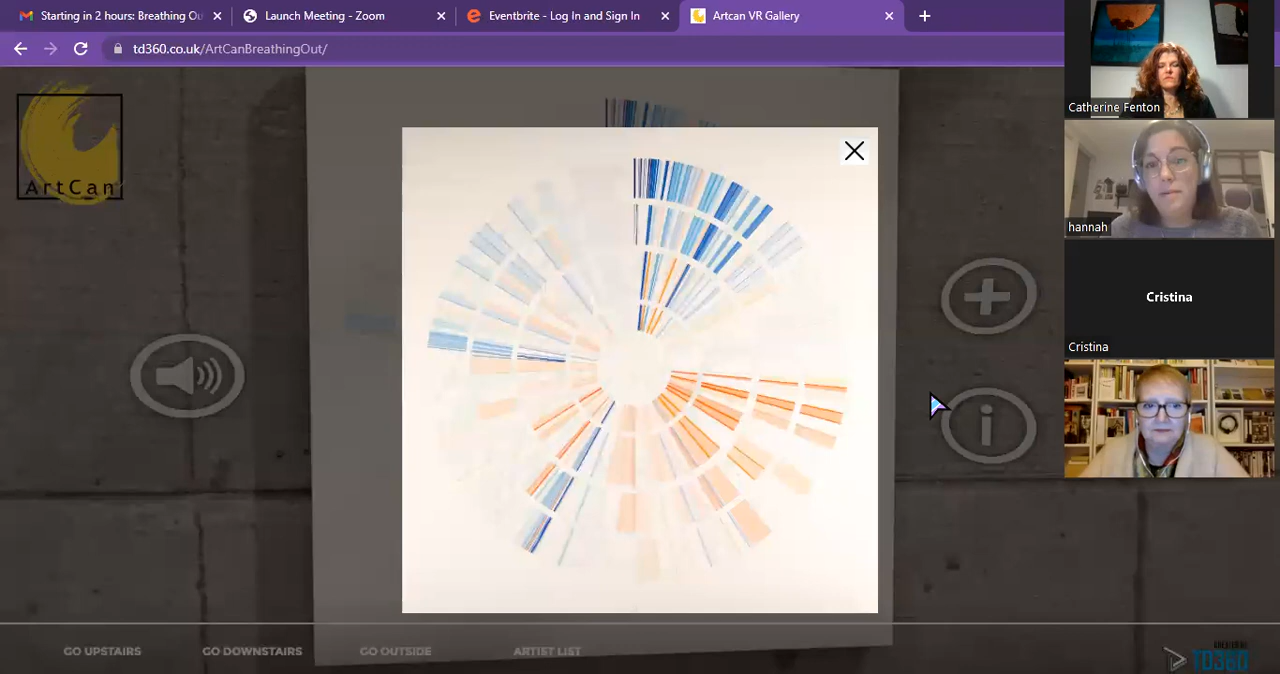 Starting in 2 hours: Breathing Ou
Launch Meeting - Zoom
Eventbrite - Log In and Sign In
Artcan VR Gallery
td360.co.uk/ArtCanBreathingOut/
ArtCan
Catherine Fenton
hannah
Cristina
Cristina
GO UPSTAIRS
GO DOWNSTAIRS
GO OUTSIDE
ARTIST LIST
TD360